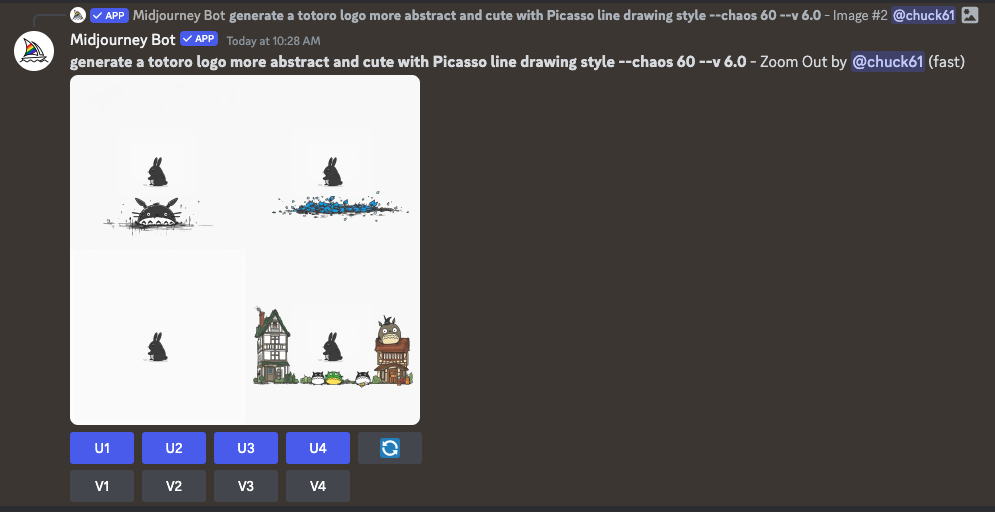 APP Midjourney Bot generate a totoro logo more abstract and cute with Picasso line drawing style --chaos 60 --v 6.0 - Image #2 @chuck61
Midjourney Bot APP Today at 10:28 AM
generate a totoro logo more abstract and cute with Picasso line drawing style --chaos 60 --v 6.0 - Zoom Out by @chuck61 (fast)
U1 U2 U3 U4
V1 V2 V3 V4